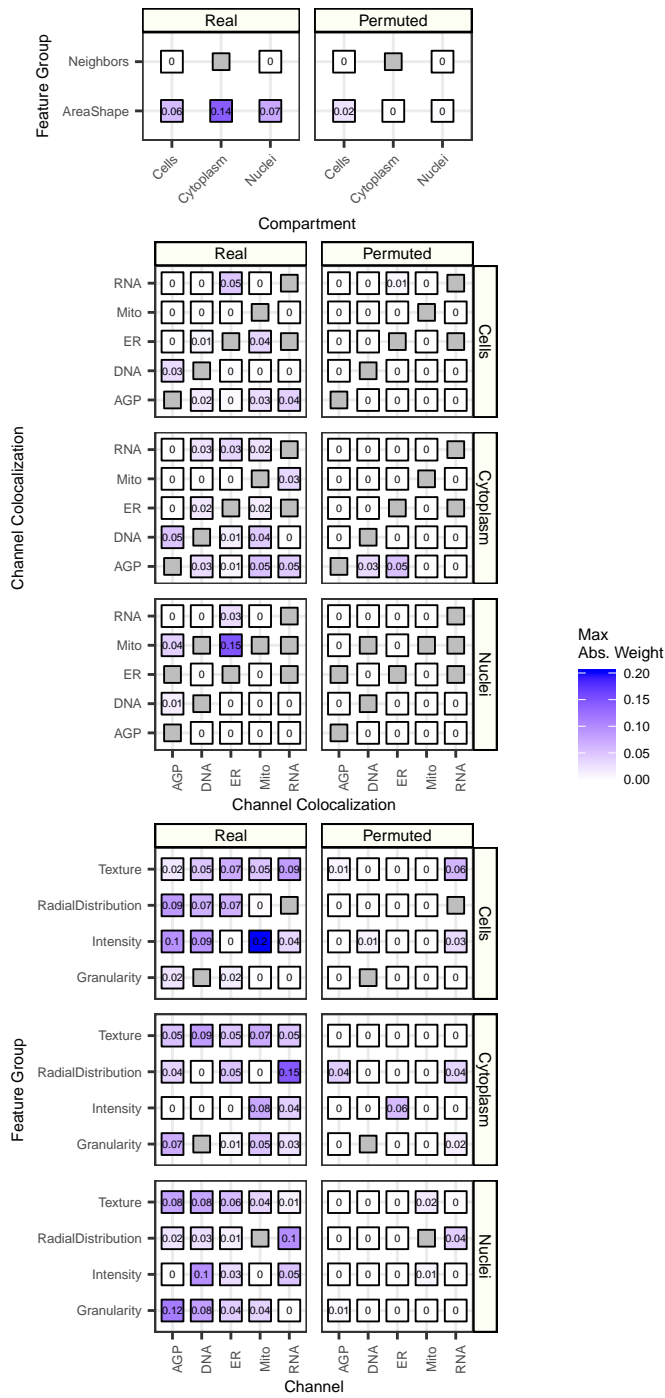 Real Permuted
Feature Group
Neighbors 0 0 0 0
AreaShape 0.06 0.14 0.07 0.02 0 0
Cells Cytoplasm Nuclei Cells Cytoplasm Nuclei
Compartment
Real Permuted
Channel Colocalization
Cells
RNA 0 0 0.05 0 0 0 0.01 0
Mito 0 0 0 0 0 0 0 0
ER 0 0.01 0.04 0 0 0
DNA 0.03 0 0 0 0 0 0 0
AGP 0.02 0 0.03 0.04 0 0 0 0
Cytoplasm
RNA 0 0.03 0.03 0.02 0 0 0 0
Mito 0 0 0 0.03 0 0 0 0
ER 0 0.02 0.02 0 0 0
DNA 0.05 0.01 0.04 0 0 0 0 0
AGP 0.03 0.01 0.05 0.05 0.03 0.05 0 0
Nuclei
RNA 0 0 0.03 0 0 0 0 0
Mito 0.04 0.15 0 0
ER 0 0 0 0
DNA 0.01 0 0 0 0 0 0 0
AGP 0 0 0 0 0 0 0 0
AGP DNA ER Mito RNA AGP DNA ER Mito RNA
Channel Colocalization
Max
Abs. Weight
0.20
0.15
0.10
0.05
0.00
Real Permuted
Feature Group
Cells
Texture 0.02 0.05 0.07 0.05 0.09 0.01 0 0 0 0.06
RadialDistribution 0.09 0.07 0.07 0 0 0 0 0
Intensity 0.1 0.09 0 0.2 0.04 0 0.01 0 0 0.03
Granularity 0.02 0.02 0 0 0 0 0 0
Cytoplasm
Texture 0.05 0.09 0.05 0.07 0.05 0 0 0 0 0
RadialDistribution 0.04 0 0.05 0 0.15 0.04 0 0 0 0.04
Intensity 0 0 0 0.08 0.04 0 0 0.06 0 0
Granularity 0.07 0.01 0.05 0.03 0 0 0 0.02
Nuclei
Texture 0.08 0.08 0.06 0.04 0.01 0 0 0 0.02 0
RadialDistribution 0.02 0.03 0.01 0.1 0 0 0 0.04
Intensity 0 0.1 0.03 0 0.05 0 0 0 0.01 0
Granularity 0.12 0.08 0.04 0.04 0 0.01 0 0 0 0
AGP DNA ER Mito RNA AGP DNA ER Mito RNA
Channel